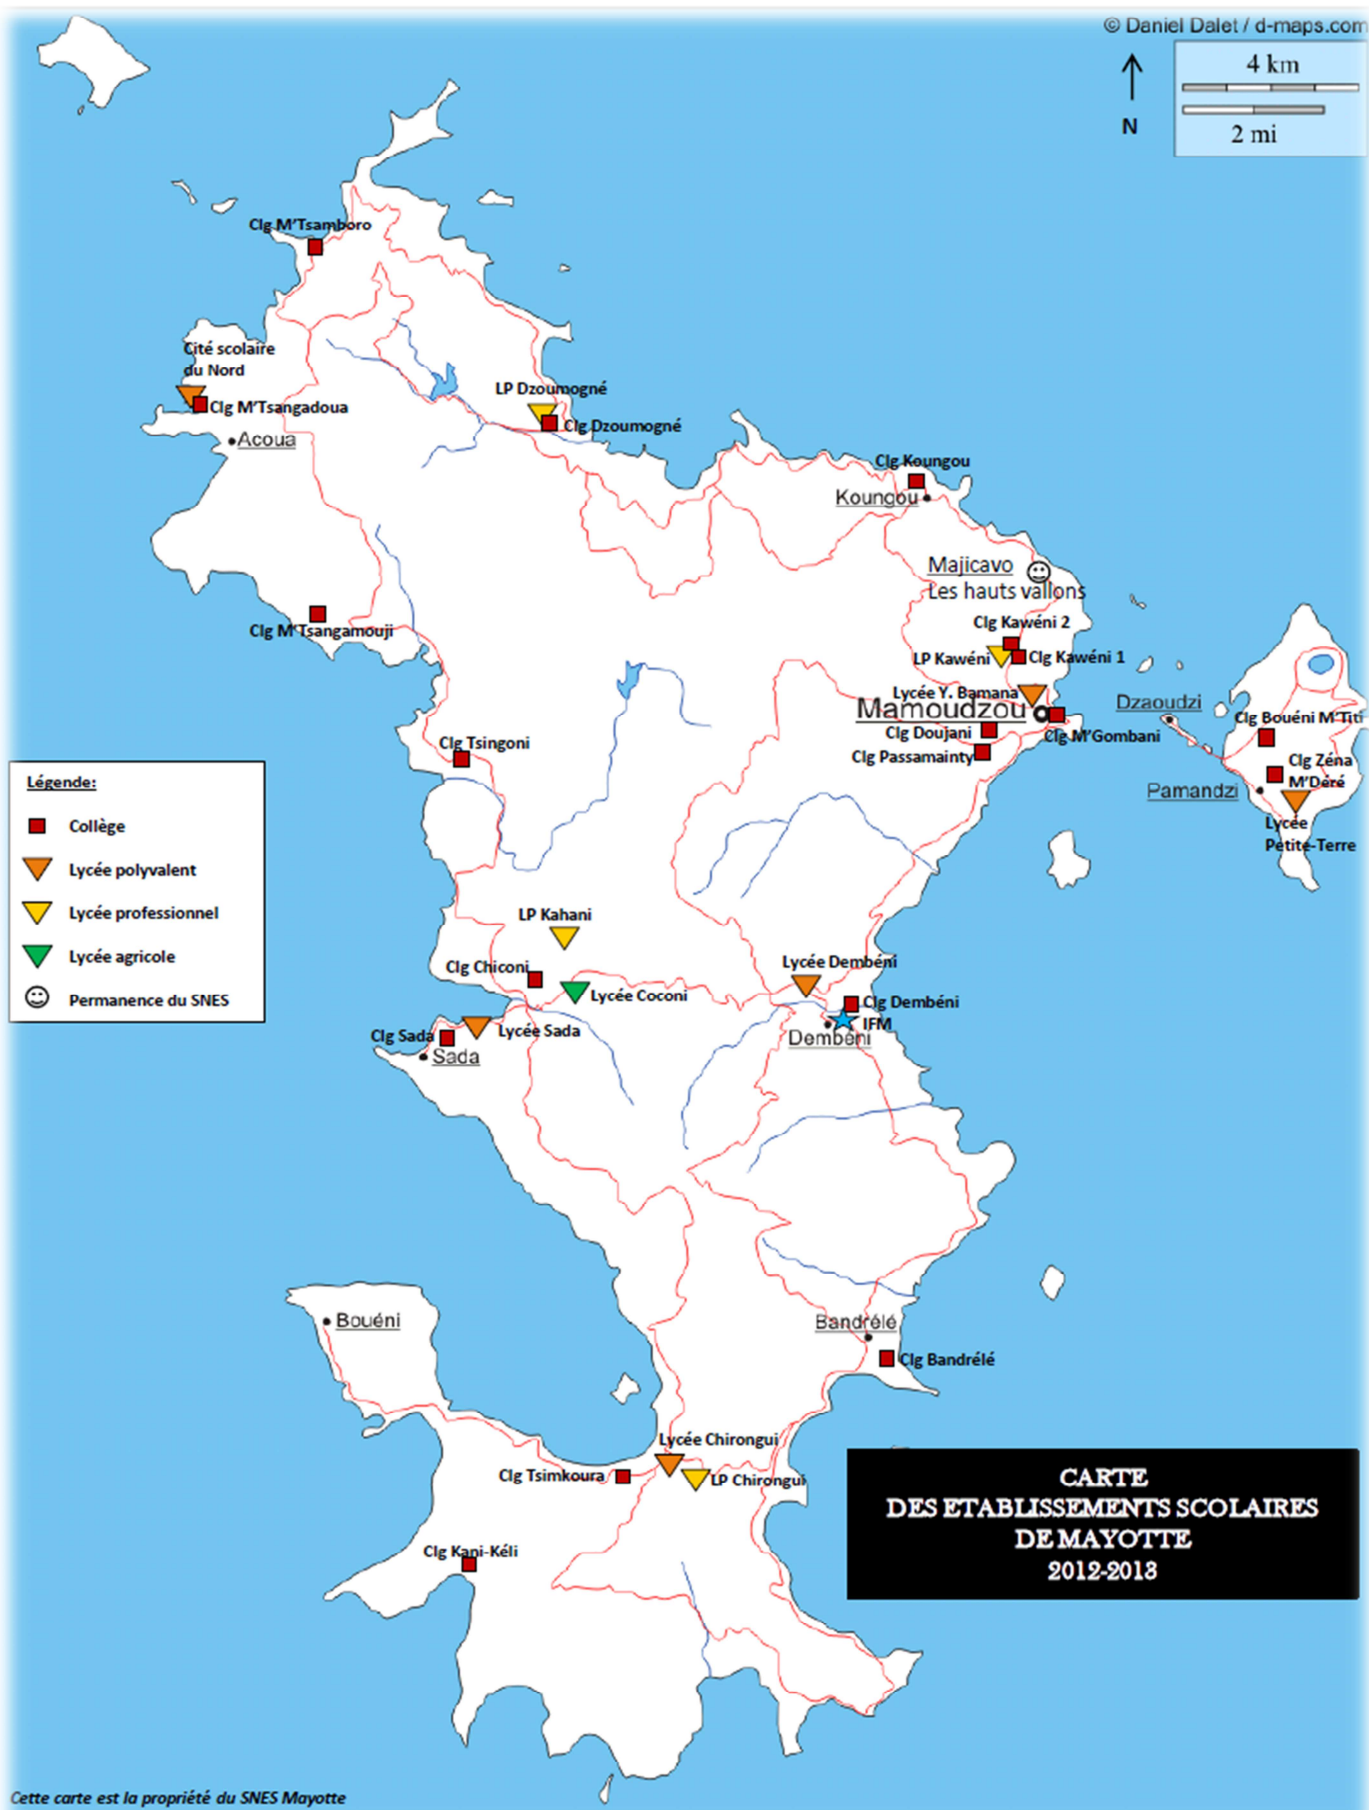 © Daniel Dalet / d-maps.com
4 km
N
2 mi
Clg M'Tsamboro
Cité scolaire
du Nord
Clg M'Tsangadoua
Acoua
LP Dzoumogné
Clg Dzoumogné
Clg Koungou
Koungou
Majicavo
Les hauts vallons
Clg Kawéni 2
LP Kawéni
Clg Kawéni 1
Clg M'Tsangamouji
Lycée Y. Bamana
Mamoudzou
Clg M'Gombani
Clg Doujani
Clg Passamainty
Dzaoudzi
Clg Bouéni M'Titi
Clg Zéna
M'Déré
Pamandzi
Lycée
Petite-Terre
Clg Tsingoni
Légende:
Collège
Lycée polyvalent
Lycée professionnel
Lycée agricole
Permanence du SNES
LP Kahani
Clg Chiconi
Lycée Coconi
Lycée Dembéni
Clg Dembéni
IFM
Dembéni
Clg Sada
Lycée Sada
Sada
Bouéni
Bandrélé
Clg Bandrélé
Lycée Chirongui
Clg Tsimkoura
LP Chirongui
Clg Kani-Kéli
CARTE
DES ETABLISSEMENTS SCOLAIRES
DE MAYOTTE
2012-2013
Cette carte est la propriété du SNES Mayotte